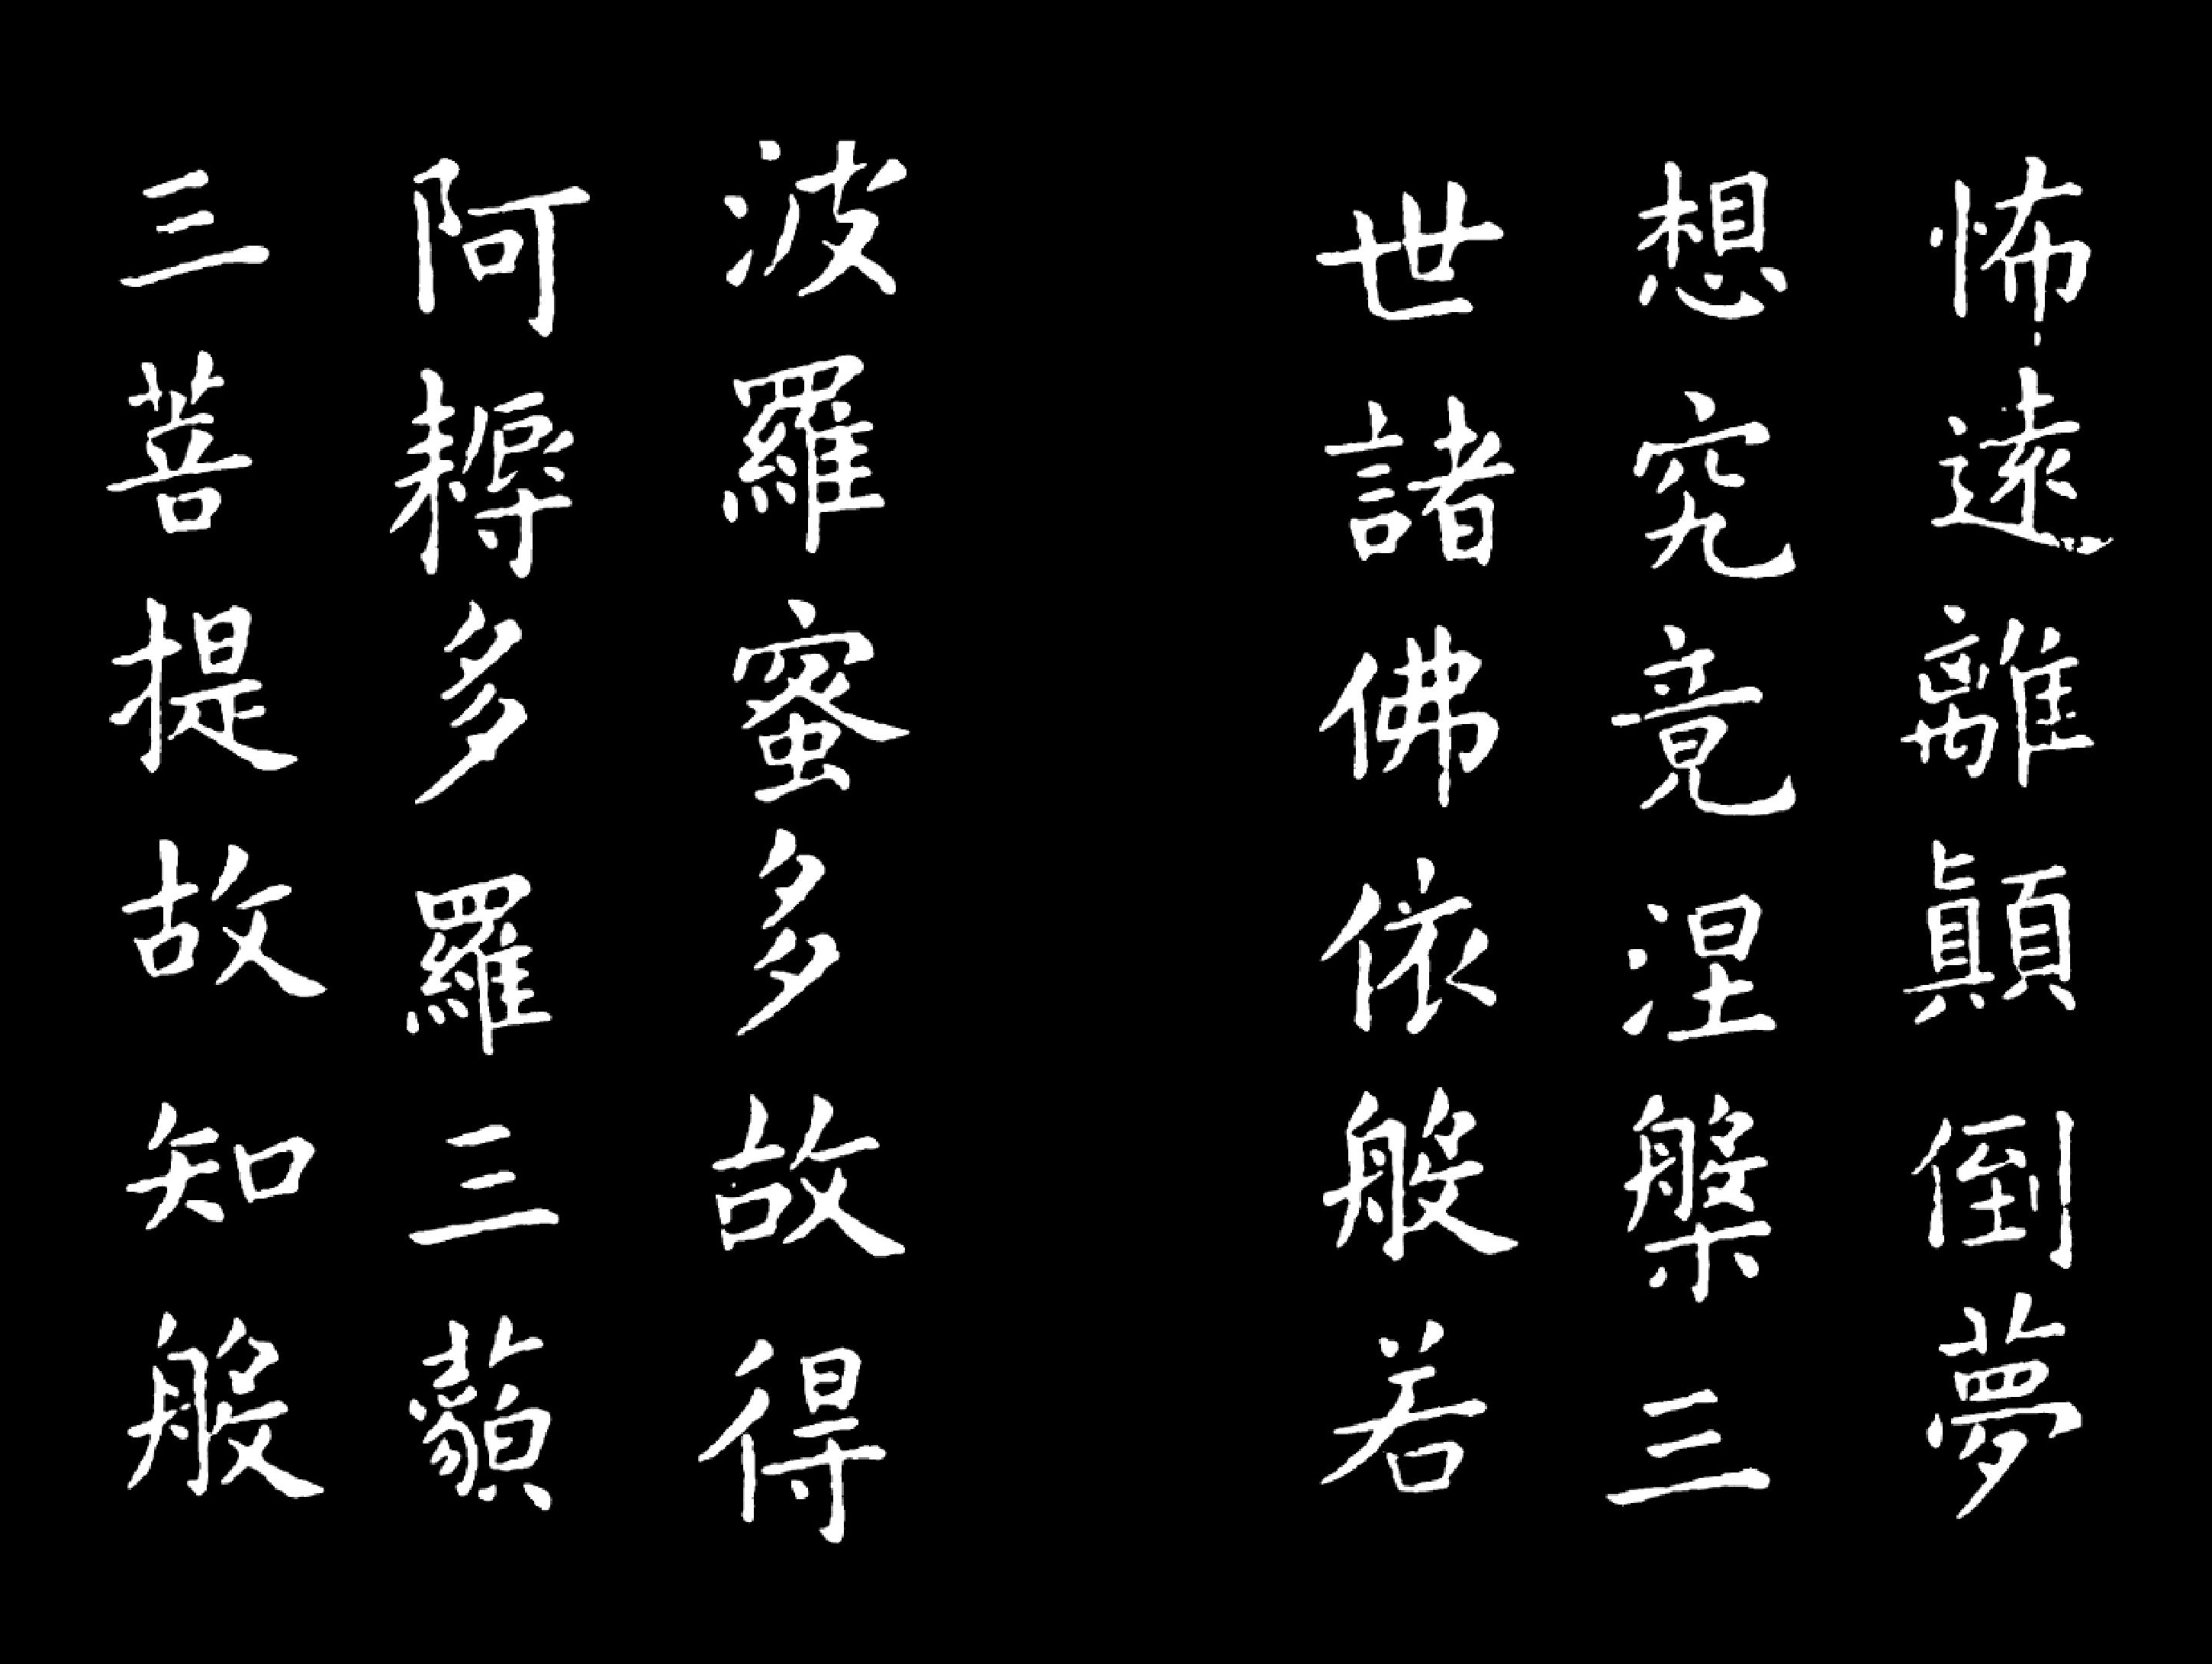 怖遠離顛倒夢
想究竟涅槃三
世諸佛依般若
波羅蜜多故得
阿耨多羅三藐
三菩提故知般